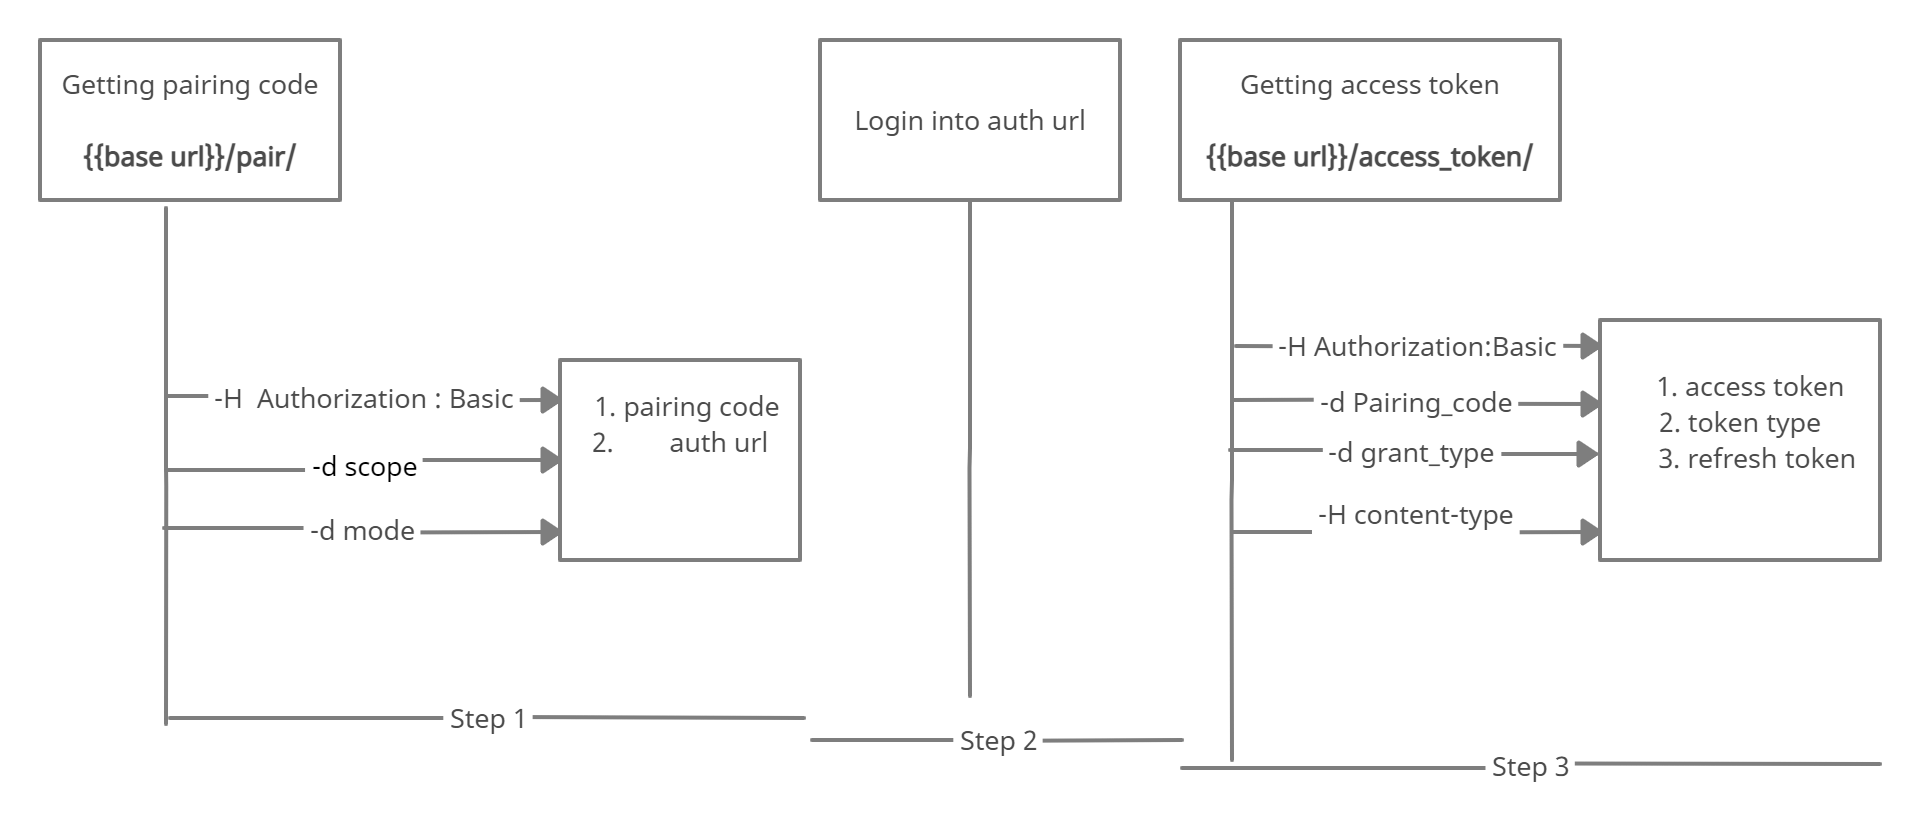 Getting pairing code
{{base url}}/pair/
Login into auth url
Getting access token
{{base url}}/access_token/
-H  Authorization : Basic
-d scope
-d mode
1. pairing code
2. auth url
-H Authorization:Basic
-d Pairing_code
-d grant_type
-H content-type
1. access token
2. token type
3. refresh token
Step 1
Step 2
Step 3